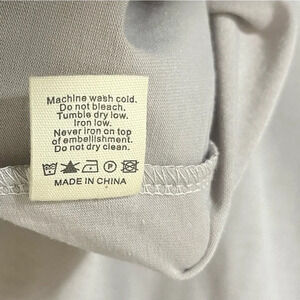 Machine wash cold.
Do not bleach.
Tumble dry low.
Iron low.
Never iron on top
of embellishment.
Do not dry clean.
MADE IN CHINA